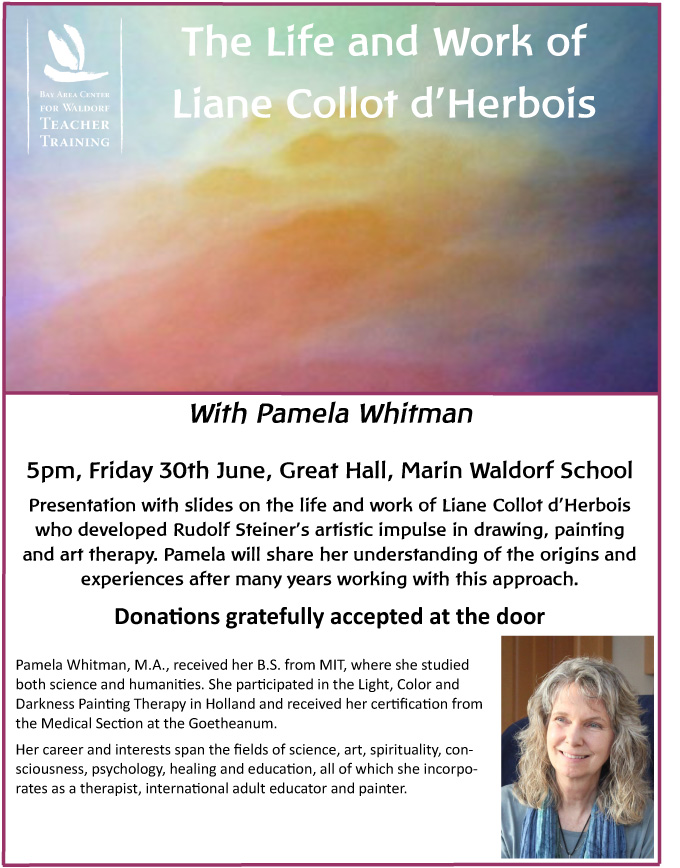 The Life and Work of
Liane Collot d'Herbois
Bay Area Center
for Waldorf
Teacher
Training
With Pamela Whitman
5pm, Friday 30th June, Great Hall, Marin Waldorf School
Presentation with slides on the life and work of Liane Collot d'Herbois
who developed Rudolf Steiner's artistic impulse in drawing, painting
and art therapy. Pamela will share her understanding of the origins and
experiences after many years working with this approach.
Donations gratefully accepted at the door
Pamela Whitman, M.A., received her B.S. from MIT, where she studied
both science and humanities. She participated in the Light, Color and
Darkness Painting Therapy in Holland and received her certification from
the Medical Section at the Goetheanum.
Her career and interests span the fields of science, art, spirituality, con-
sciousness, psychology, healing and education, all of which she incorpo-
rates as a therapist, international adult educator and painter.